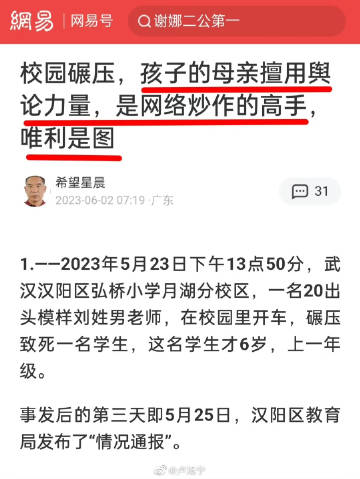 網易 网易号 谢娜二公第一
校园碾压，孩子的母亲擅用舆
论力量，是网络炒作的高手，
唯利是图
希望星晨
2023-06-02 07:19 ·广东
31
1.——2023年5月23日下午13点50分，武
汉汉阳区弘桥小学月湖分校区，一名20出
头模样刘姓男老师，在校园里开车，碾压
致死一名学生，这名学生才6岁，上一年
级。
事发后的第三天即5月25日，汉阳区教育
局发布了“情况通报”。